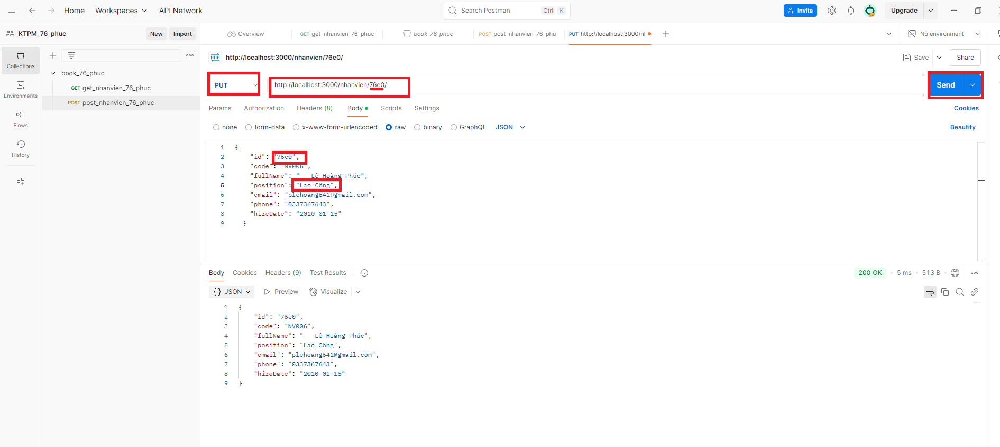 Home Workspaces API Network Search Postman Ctrl K Invite Upgrade
KTPM_76_phuc New Import Overview GET get_nhanvien_76_phuc book_76_phuc POST post_nhanvien_76_phu PUT http://localhost:3000/n No environment
Collections
Environments
Flows
History
book_76_phuc
GET get_nhanvien_76_phuc
POST post_nhanvien_76_phuc
HTTP http://localhost:3000/nhanvien/76e0/ Save Share
PUT http://localhost:3000/nhanvien/76e0/ Send
Params Authorization Headers (8) Body Scripts Settings Cookies
none form-data x-www-form-urlencoded raw binary GraphQL JSON Beautify
1 {
2 "id": "76e0",
3 "code": "NV006",
4 "fullName": "   Lê Hoàng Phúc",
5 "position": "Lao Công",
6 "email": "plehoang641@gmail.com",
7 "phone": "0337367643",
8 "hireDate": "2010-01-15"
9 }
Body Cookies Headers (9) Test Results 200 OK 5 ms 513 B
{} JSON Preview Visualize
1 {
2 "id": "76e0",
3 "code": "NV006",
4 "fullName": "   Lê Hoàng Phúc",
5 "position": "Lao Công",
6 "email": "plehoang641@gmail.com",
7 "phone": "0337367643",
8 "hireDate": "2010-01-15"
9 }